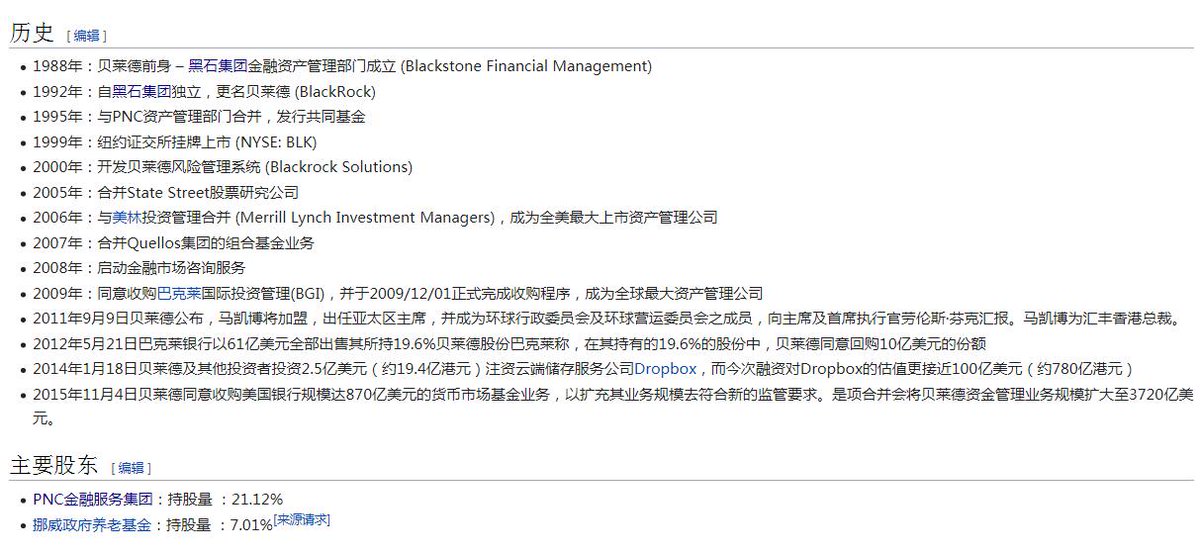 历史 [编辑]
1988年：贝莱德前身 – 黑石集团金融资产管理部门成立 (Blackstone Financial Management)
1992年：自黑石集团独立，更名贝莱德 (BlackRock)
1995年：与PNC资产管理部门合并，发行共同基金
1999年：纽约证交所挂牌上市 (NYSE: BLK)
2000年：开发贝莱德风险管理系统 (Blackrock Solutions)
2005年：合并State Street股票研究公司
2006年：与美林投资管理合并 (Merrill Lynch Investment Managers)，成为全美最大上市资产管理公司
2007年：合并Quellos集团的组合基金业务
2008年：启动金融市场咨询服务
2009年：同意收购巴克莱国际投资管理(BGI)，并于2009/12/01正式完成收购程序，成为全球最大资产管理公司
2011年9月9日贝莱德公布，马凯博将加盟，出任亚太区主席，并成为环球行政委员会及环球营运委员会之成员，向主席及首席执行官劳伦斯·芬克汇报。马凯博为汇丰香港总裁。
2012年5月21日巴克莱银行以61亿美元全部出售其所持19.6%贝莱德股份巴克莱称，在其持有的19.6%的股份中，贝莱德同意回购10亿美元的份额
2014年1月18日贝莱德及其他投资者投资2.5亿美元（约19.4亿港元）注资云端储存服务公司Dropbox，而今次融资对Dropbox的估值更接近100亿美元（约780亿港元）
2015年11月4日贝莱德同意收购美国银行规模达870亿美元的货币市场基金业务，以扩充其业务规模去符合新的监管要求。是项合并会将贝莱德资金管理业务规模扩大至3720亿美
元。
主要股东 [编辑]
PNC金融服务集团：持股量 ：21.12%
挪威政府养老基金：持股量 ：7.01%[来源请求]